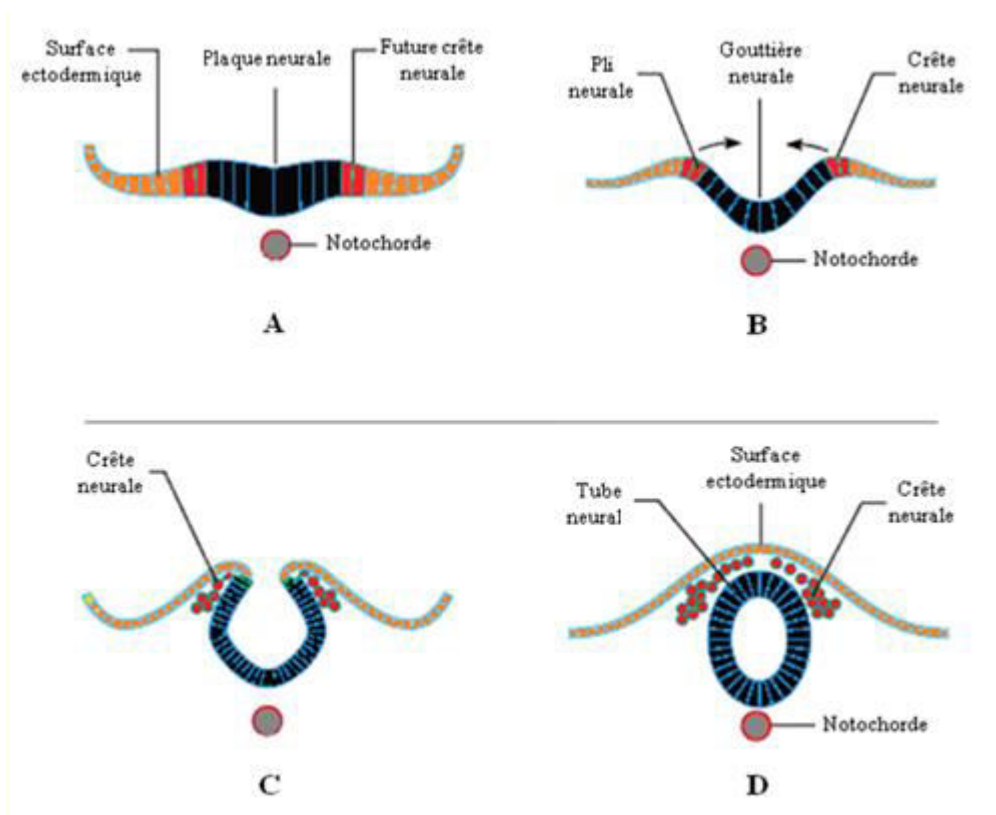 Surface
ectodermique
Plaque neurale
Future crête
neurale
Notochorde
A
Pli
neurale
Gouttière
neurale
Crête
neurale
Notochorde
B
Crête
neurale
C
Tube
neural
Surface
ectodermique
Crête
neurale
Notochorde
D